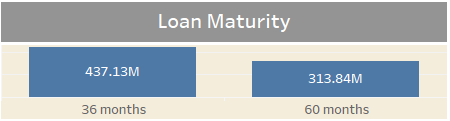 Loan Maturity
437.13M
313.84M
36 months
60 months